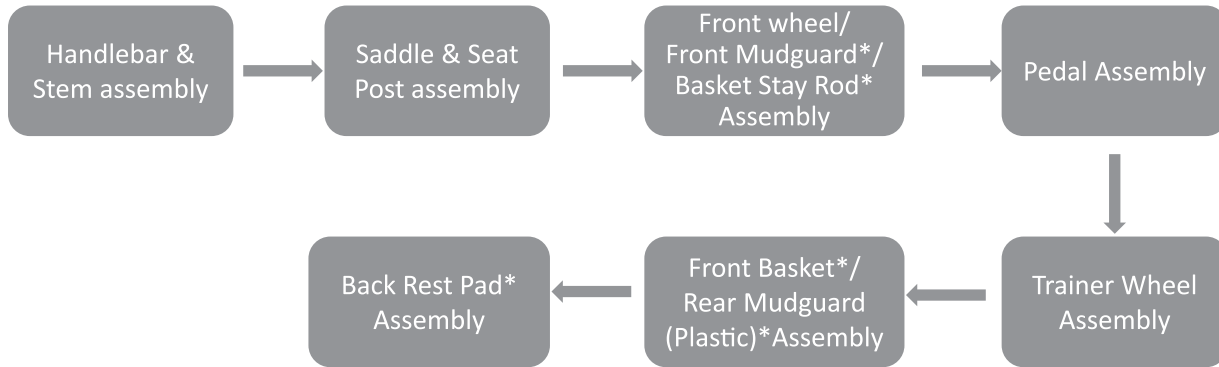 Handlebar &
Stem assembly
Saddle & Seat
Post assembly
Front wheel/
Front Mudguard*/
Basket Stay Rod*
Assembly
Pedal Assembly
Trainer Wheel
Assembly
Front Basket*/
Rear Mudguard
(Plastic)*Assembly
Back Rest Pad*
Assembly